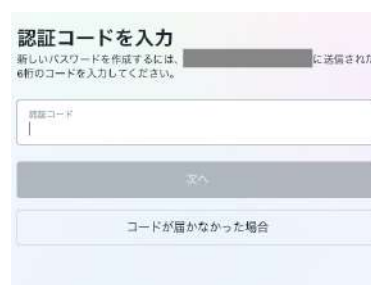 認証コードを入力
新しいパスワードを作成するには、 に送信された
6桁のコードを入力してください。
認証コード
次へ
コードが届かなかった場合